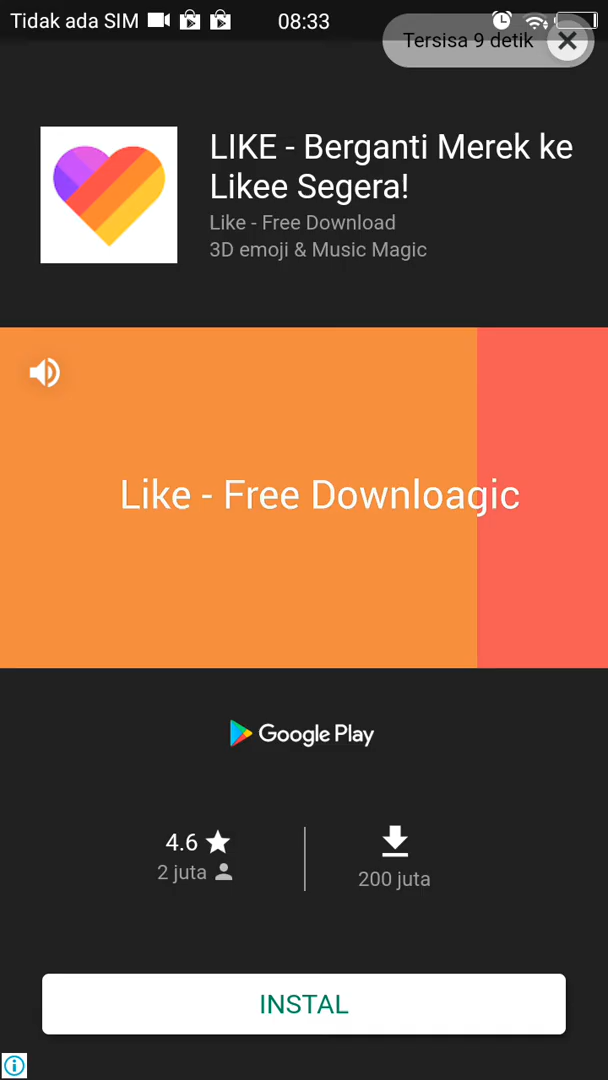 Tidak ada SIM 08:33
Tersisa 9 detik
LIKE - Berganti Merek ke
Likee Segera!
Like - Free Download
3D emoji & Music Magic
Like - Free Downloagic
Google Play
4.6
2 juta
200 juta
INSTAL